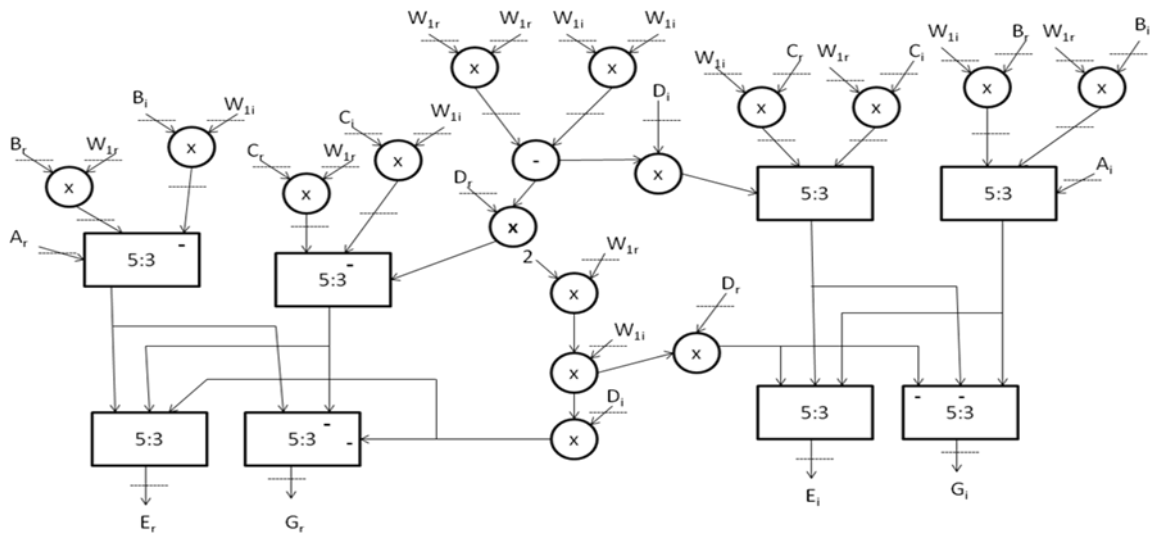 W1r W1r W1i W1i
W1i Cr W1r Ci
W1i Br W1r Bi
x x
x x
x x
Bi W1i
Ci W1i
Di
Br W1r
x
Cr W1r
x
-
x
Ai
x
x
Dr
x
5:3
5:3
Ar
-
5:3
-
5:3
2 W1r
x
Dr
W1i
x
x
Di
x
5:3
5:3 - -
5:3
- -
5:3
Er
Gr
Ei
Gi